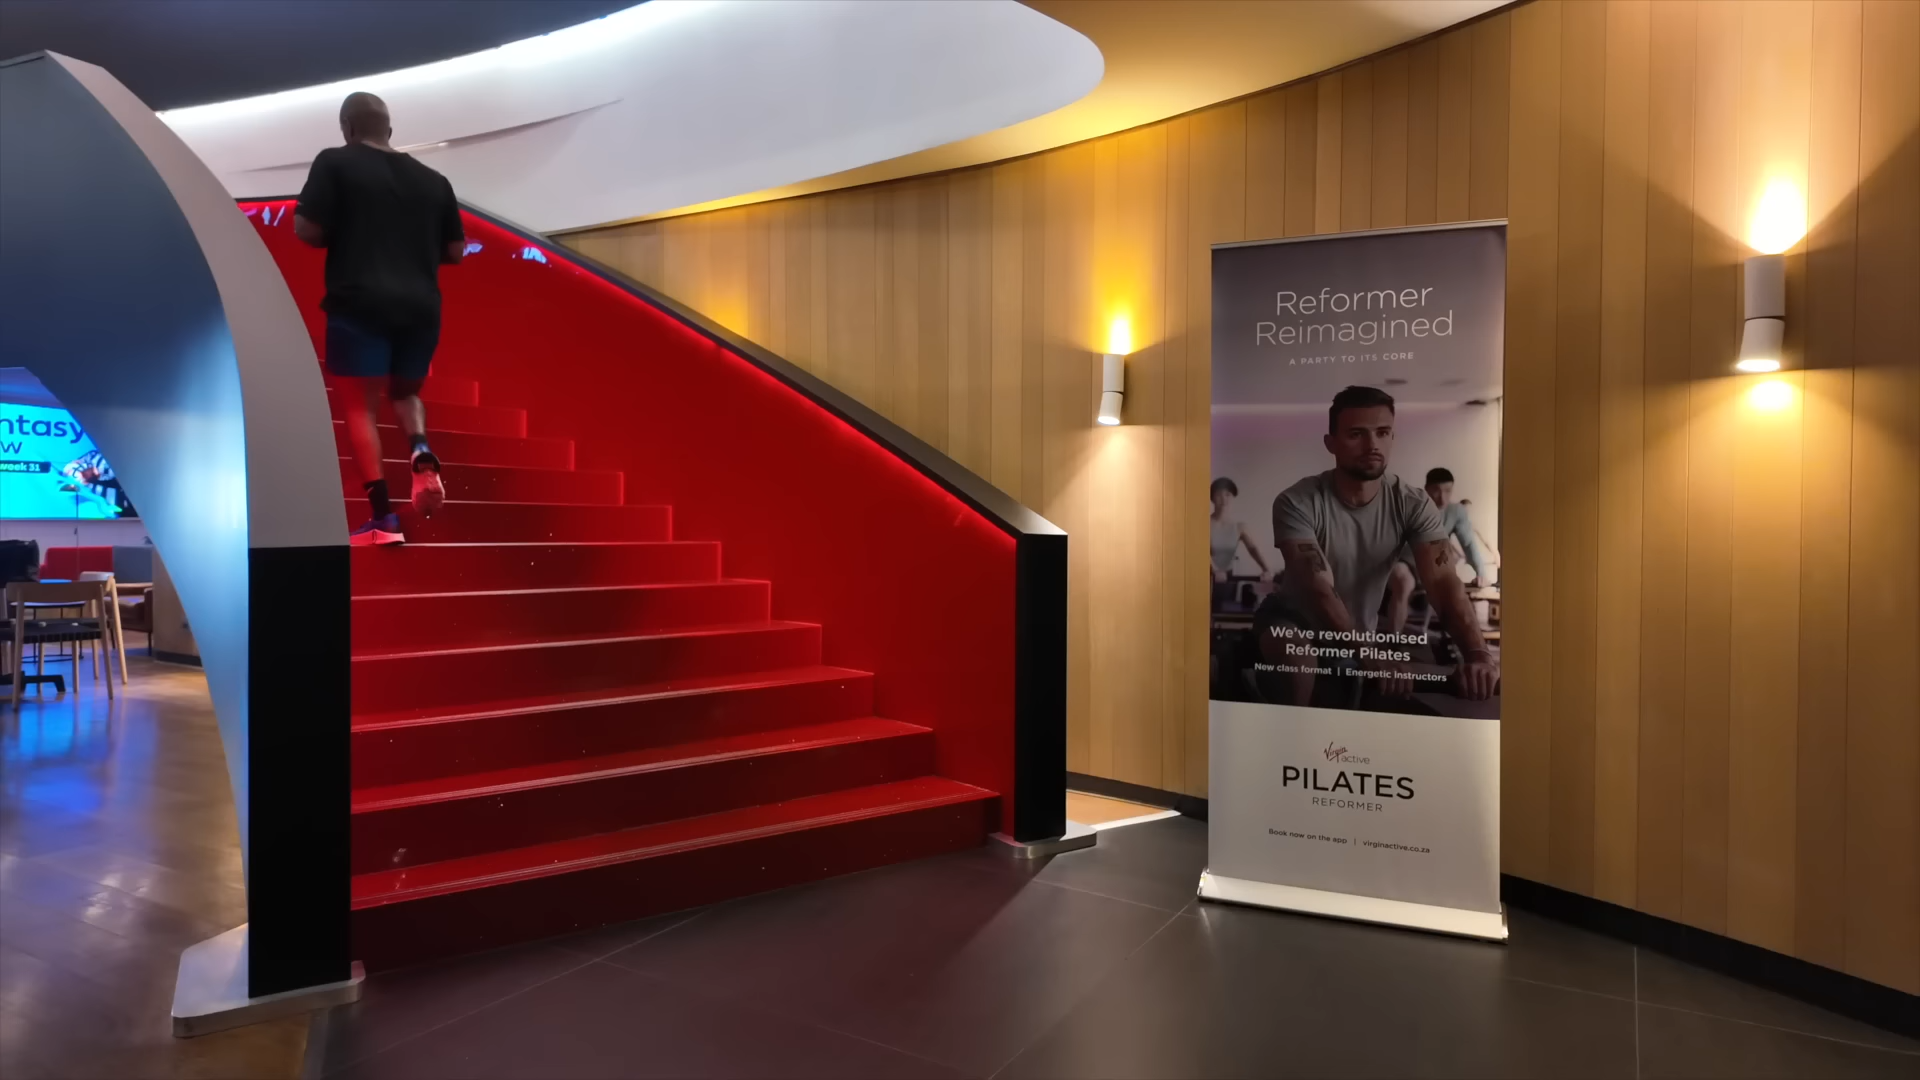 ntasy
w
week 31
Reformer
Reimagined
A PARTY TO ITS CORE
We've revolutionised
Reformer Pilates
New class format | Energetic instructors
Virgin
active
PILATES
REFORMER
Book now on the app | virginactive.co.za